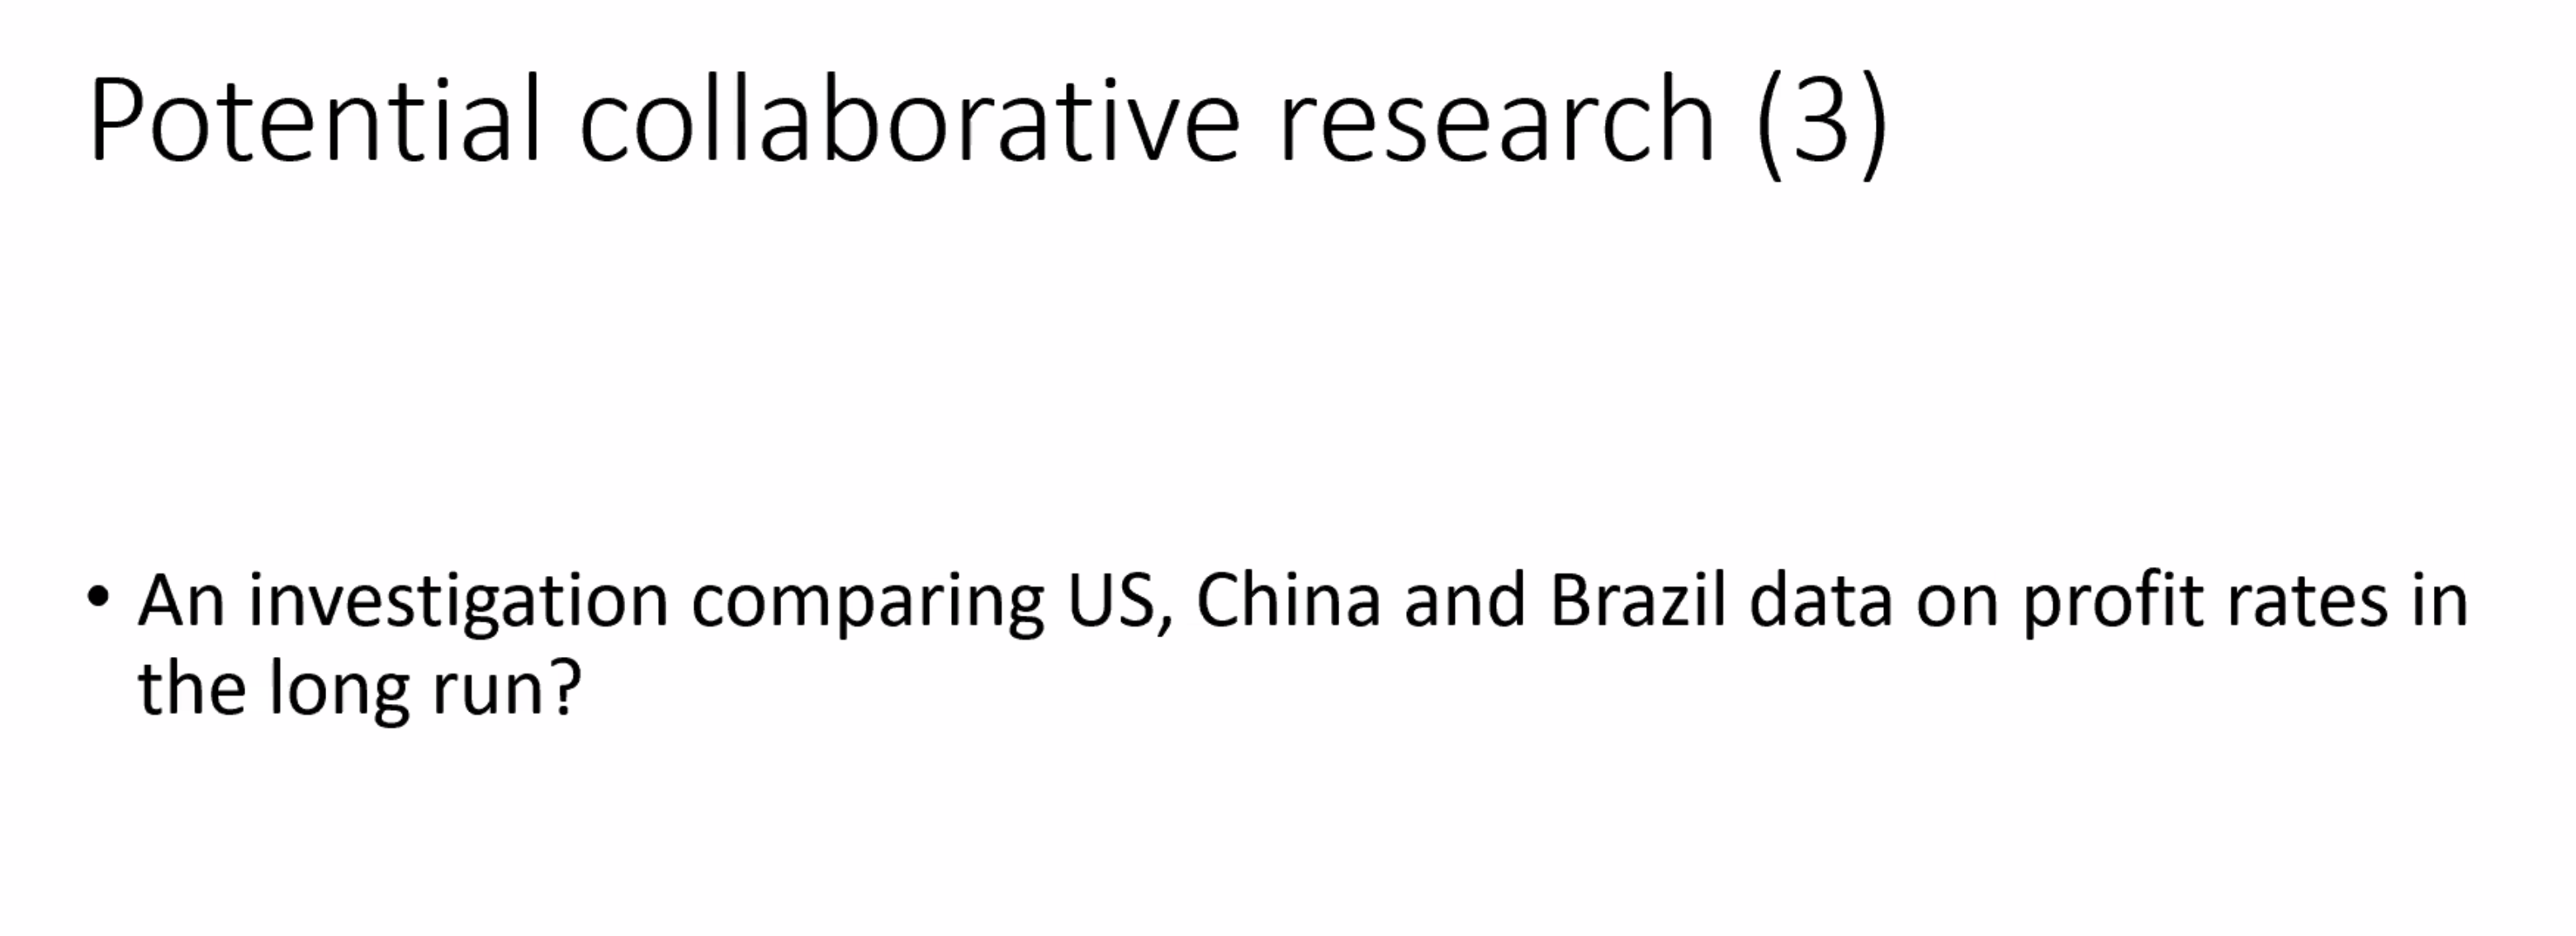 Potential collaborative research (3)
• An investigation comparing US, China and Brazil data on profit rates in
the long run?